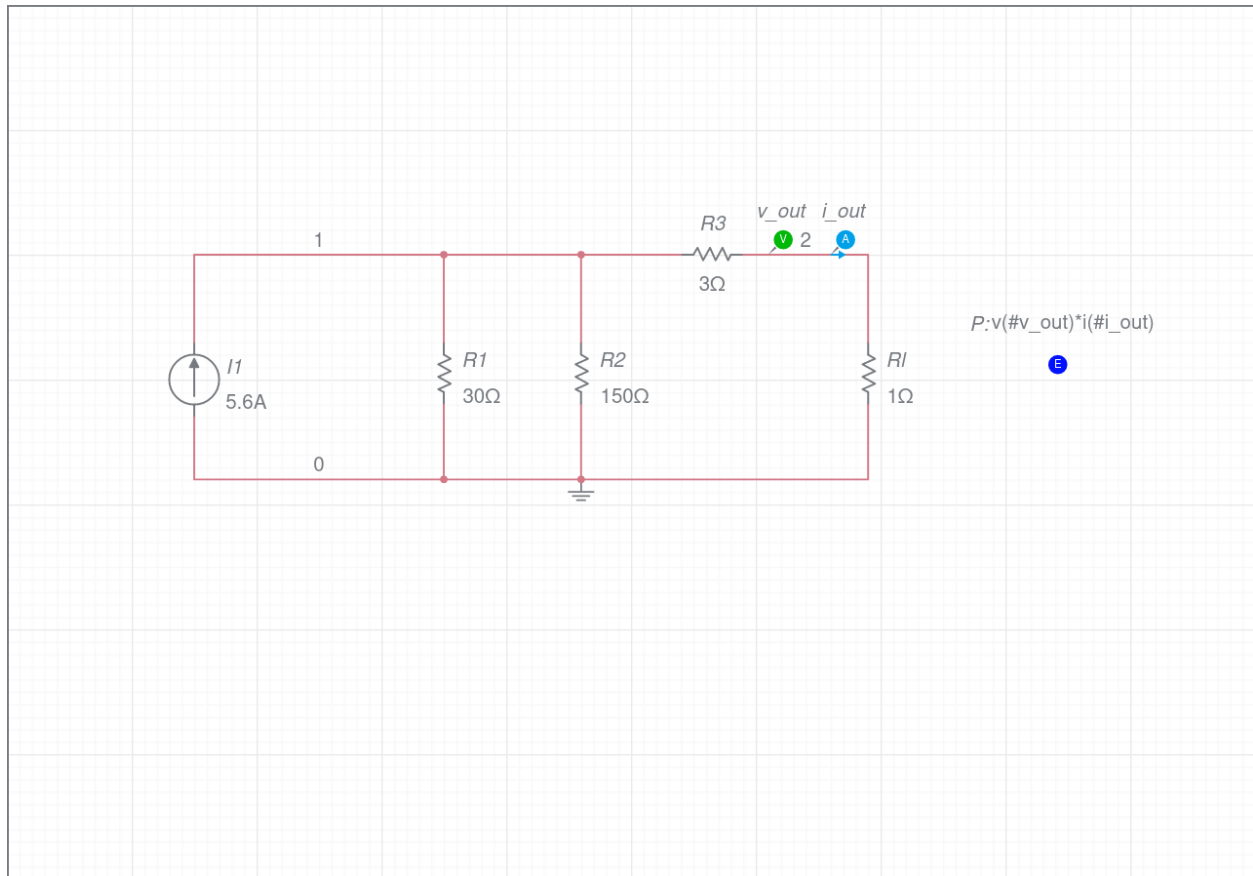 v_out i_out
R3
V 2 A
1
3Ω
P:v(#v_out)*i(#i_out)
E
I1
5.6A
R1
30Ω
R2
150Ω
Rl
1Ω
0